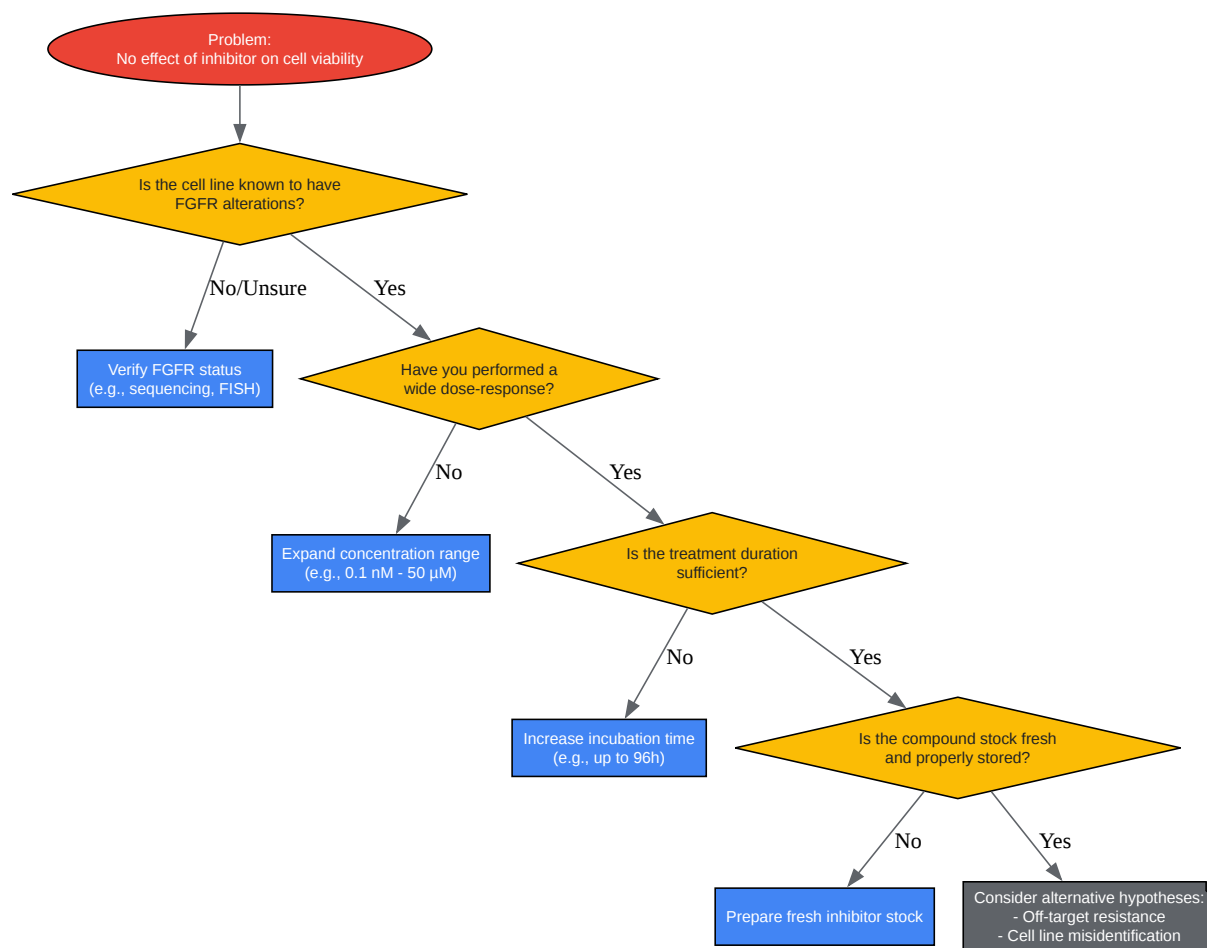 Problem:
No effect of inhibitor on cell viability
Is the cell line known to have
FGFR alterations?
No/Unsure
Yes
Verify FGFR status
(e.g., sequencing, FISH)
Have you performed a
wide dose-response?
No
Yes
Expand concentration range
(e.g., 0.1 nM - 50 µM)
Is the treatment duration
sufficient?
No
Yes
Increase incubation time
(e.g., up to 96h)
Is the compound stock fresh
and properly stored?
No
Yes
Prepare fresh inhibitor stock
Consider alternative hypotheses:
- Off-target resistance
- Cell line misidentification